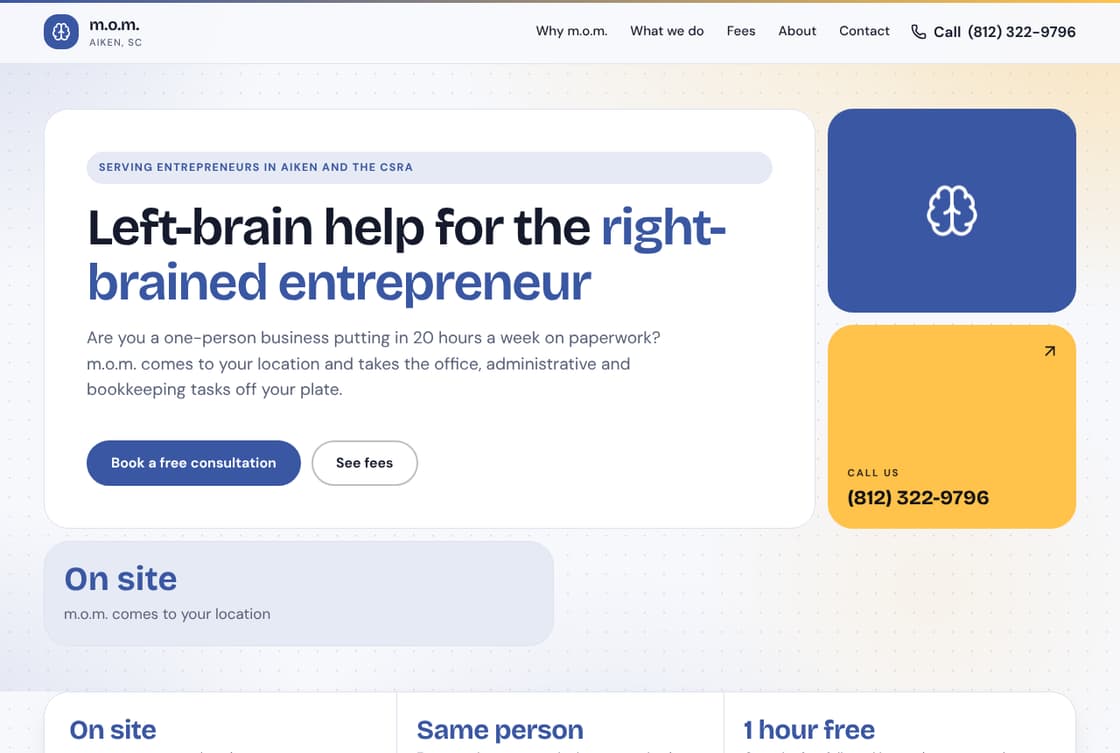 m.o.m.
AIKEN, SC
Why m.o.m.
What we do
Fees
About
Contact
Call (812) 322-9796
SERVING ENTREPRENEURS IN AIKEN AND THE CSRA
Left-brain help for the right-
brained entrepreneur
Are you a one-person business putting in 20 hours a week on paperwork?
m.o.m. comes to your location and takes the office, administrative and
bookkeeping tasks off your plate.
Book a free consultation
See fees
CALL US
(812) 322-9796
On site
m.o.m. comes to your location
On site
Same person
1 hour free